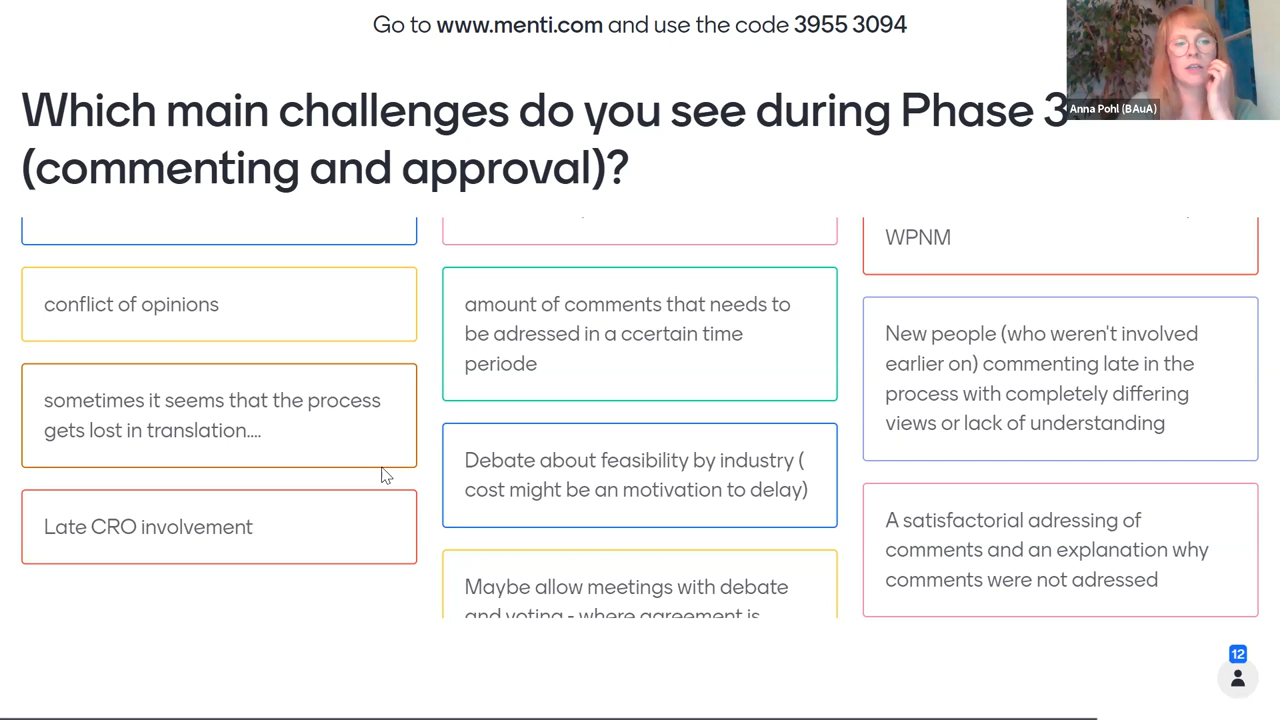 Go to www.menti.com and use the code 3955 3094
Anna Pohl (BAuA)
Which main challenges do you see during Phase 3
(commenting and approval)?
conflict of opinions
sometimes it seems that the process
gets lost in translation....
Late CRO involvement
amount of comments that needs to
be adressed in a ccertain time
periode
Debate about feasibility by industry (
cost might be an motivation to delay)
Maybe allow meetings with debate
and voting - where agreement is
WPNM
New people (who weren't involved
earlier on) commenting late in the
process with completely differing
views or lack of understanding
A satisfactorial adressing of
comments and an explanation why
comments were not adressed
12